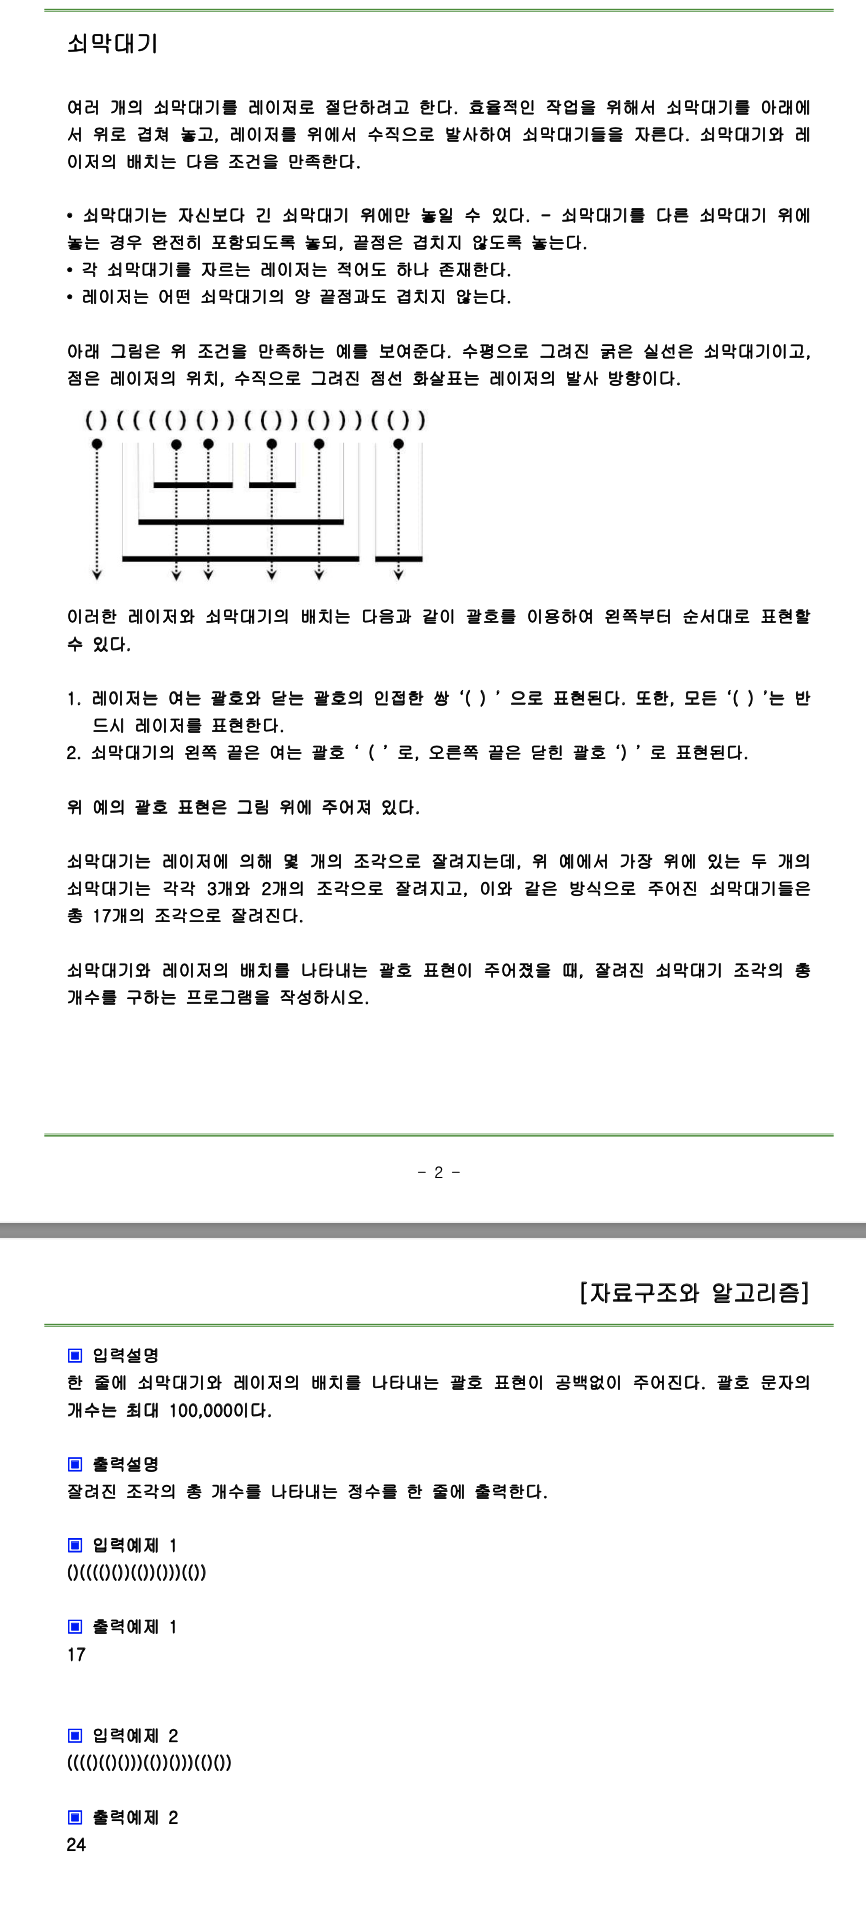 쇠막대기
여러 개의 쇠막대기를 레이저로 절단하려고 한다. 효율적인 작업을 위해서 쇠막대기를 아래에
서 위로 겹쳐 놓고, 레이저를 위에서 수직으로 발사하여 쇠막대기들을 자른다. 쇠막대기와 레
이저의 배치는 다음 조건을 만족한다.
• 쇠막대기는 자신보다 긴 쇠막대기 위에만 놓일 수 있다. - 쇠막대기를 다른 쇠막대기 위에
놓는 경우 완전히 포함되도록 놓되, 끝점은 겹치지 않도록 놓는다.
• 각 쇠막대기를 자르는 레이저는 적어도 하나 존재한다.
• 레이저는 어떤 쇠막대기의 양 끝점과도 겹치지 않는다.
아래 그림은 위 조건을 만족하는 예를 보여준다. 수평으로 그려진 굵은 실선은 쇠막대기이고,
점은 레이저의 위치, 수직으로 그려진 점선 화살표는 레이저의 발사 방향이다.
()(((()())(())()))(())
이러한 레이저와 쇠막대기의 배치는 다음과 같이 괄호를 이용하여 왼쪽부터 순서대로 표현할
수 있다.
1. 레이저는 여는 괄호와 닫는 괄호의 인접한 쌍 ‘( ) ’ 으로 표현된다. 또한, 모든 ‘( ) ’는 반
드시 레이저를 표현한다.
2. 쇠막대기의 왼쪽 끝은 여는 괄호 ‘ ( ’ 로, 오른쪽 끝은 닫힌 괄호 ‘) ’ 로 표현된다.
위 예의 괄호 표현은 그림 위에 주어져 있다.
쇠막대기는 레이저에 의해 몇 개의 조각으로 잘려지는데, 위 예에서 가장 위에 있는 두 개의
쇠막대기는 각각 3개와 2개의 조각으로 잘려지고, 이와 같은 방식으로 주어진 쇠막대기들은
총 17개의 조각으로 잘려진다.
쇠막대기와 레이저의 배치를 나타내는 괄호 표현이 주어졌을 때, 잘려진 쇠막대기 조각의 총
개수를 구하는 프로그램을 작성하시오.
- 2 -
[자료구조와 알고리즘]
▣ 입력설명
한 줄에 쇠막대기와 레이저의 배치를 나타내는 괄호 표현이 공백없이 주어진다. 괄호 문자의
개수는 최대 100,000이다.
▣ 출력설명
잘려진 조각의 총 개수를 나타내는 정수를 한 줄에 출력한다.
▣ 입력예제 1
()(((()())(())()))(())
▣ 출력예제 1
17
▣ 입력예제 2
(((()(()()))(())()))(()())
▣ 출력예제 2
24